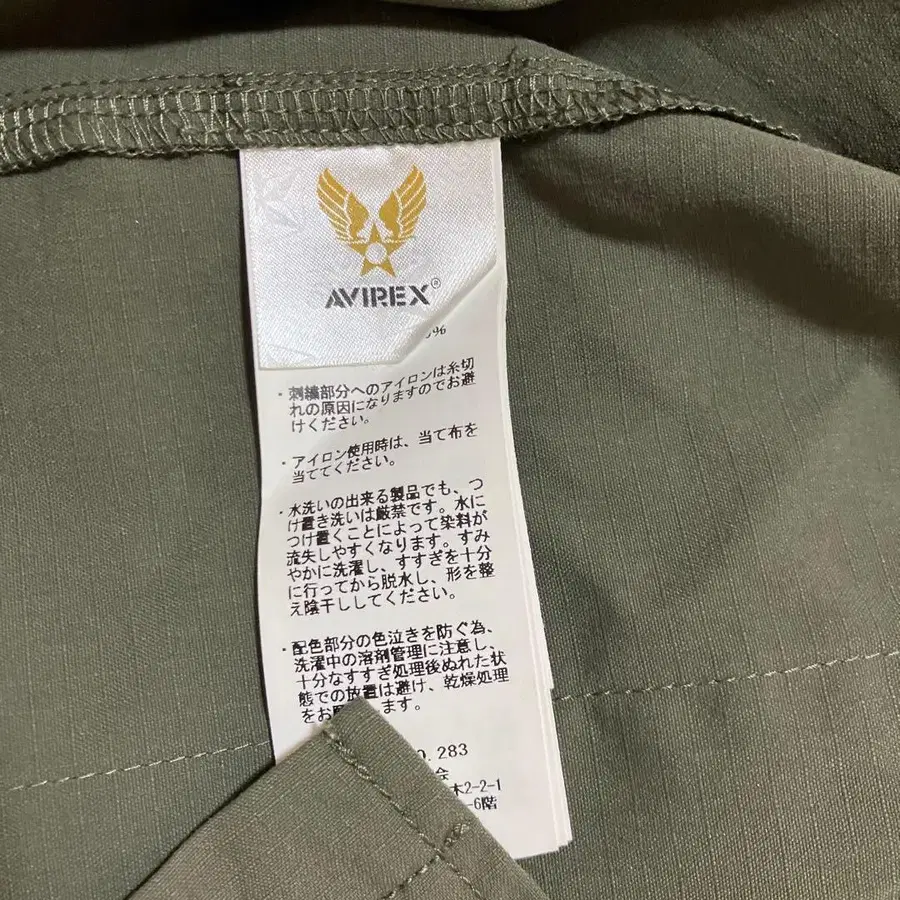 AVIREX®
%
・刺繍部分へのアイロンは糸切
れの原因になりますのでお避
けください。
・アイロン使用時は、当て布を
当ててください。
・水洗いの出来る製品でも、つ
け置き洗いは厳禁です。水に
つけ置くことによって染料が
流失しやすくなります。すみ
やかに洗濯し、すすぎを十分
に行ってから脱水し、形を整
え陰干ししてください。
・配色部分の色泣きを防ぐ為、
洗濯中の溶剤管理に注意し、
十分なすすぎ処理後ぬれた状
態での放置は避け、乾燥処理
をお ます。
283
木2-2-1
-6階